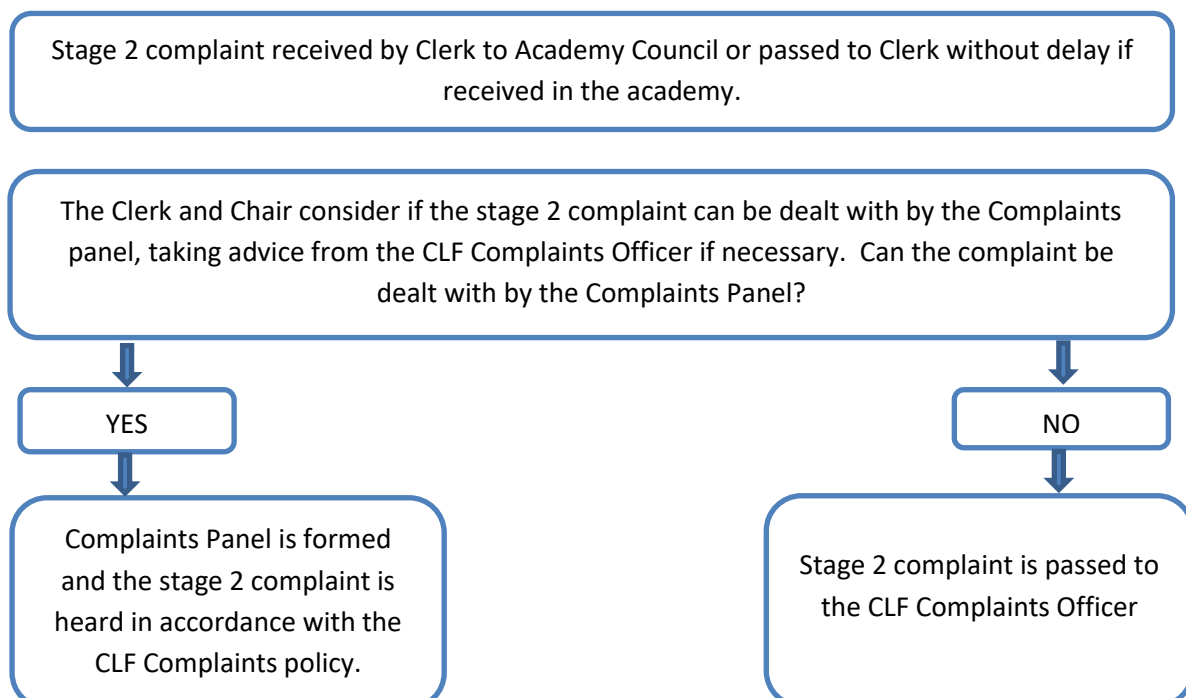 Stage 2 complaint received by Clerk to Academy Council or passed to Clerk without delay if
received in the academy.
The Clerk and Chair consider if the stage 2 complaint can be dealt with by the Complaints
panel, taking advice from the CLF Complaints Officer if necessary.  Can the complaint be
dealt with by the Complaints Panel?
YES
NO
Complaints Panel is formed
and the stage 2 complaint is
heard in accordance with the
CLF Complaints policy.
Stage 2 complaint is passed to
the CLF Complaints Officer